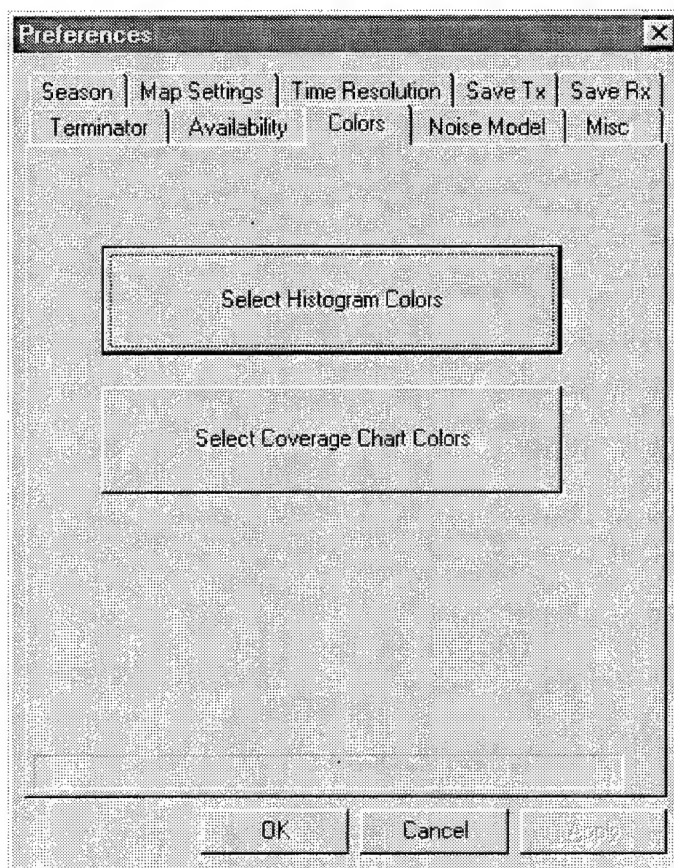 Preferences
Season Map Settings Time Resolution Save Tx Save Rx
Terminator Availability Colors Noise Model Misc
Select Histogram Colors
Select Coverage Chart Colors
OK Cancel Apply